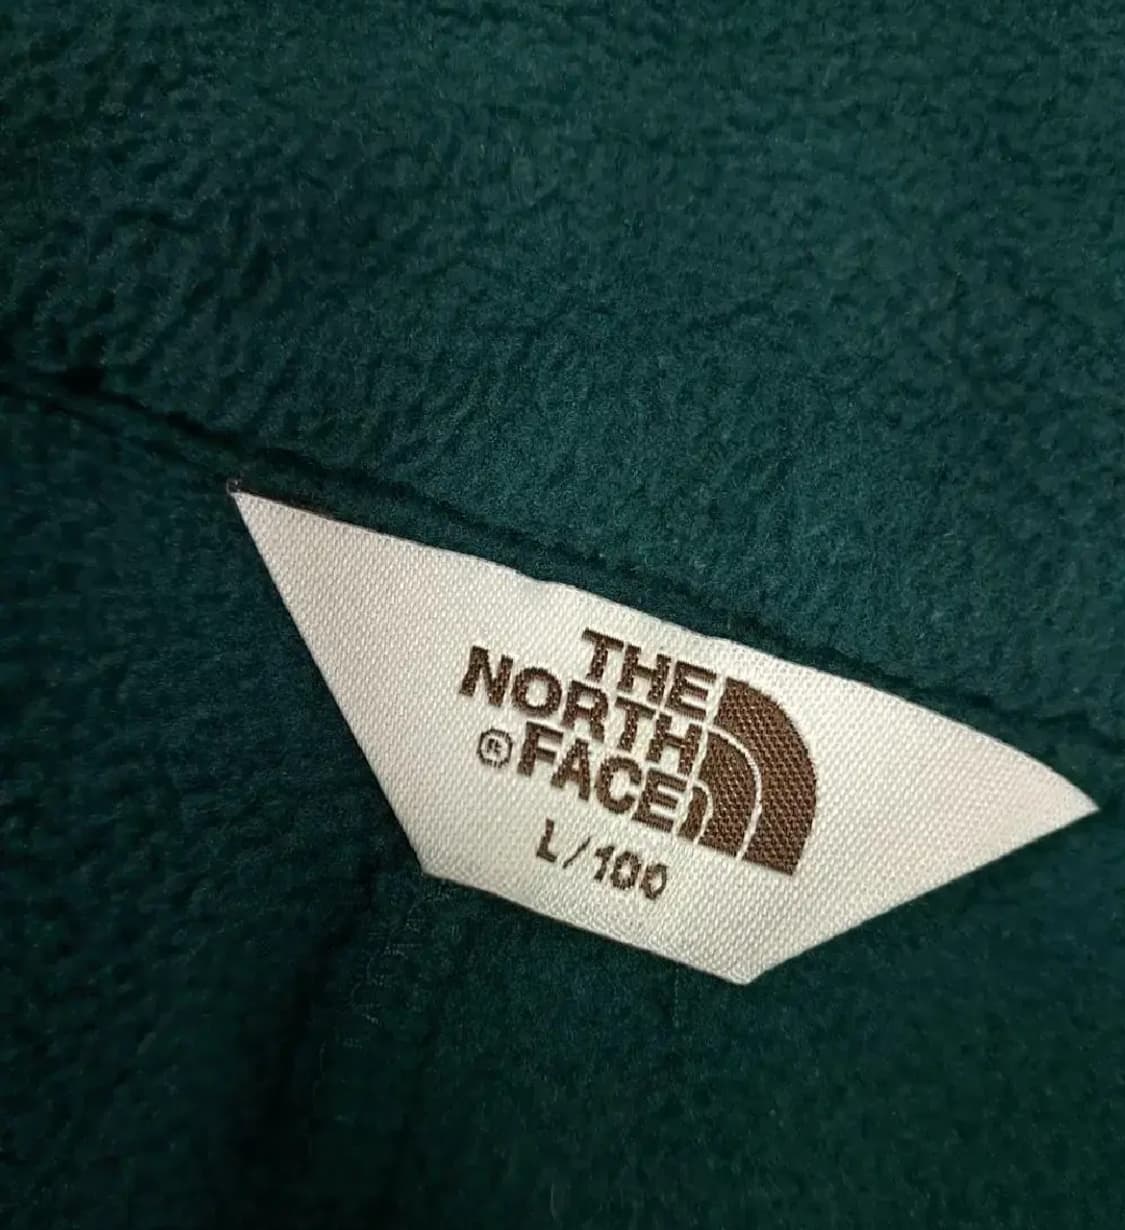 THE
NORTH
® FACE
L/100